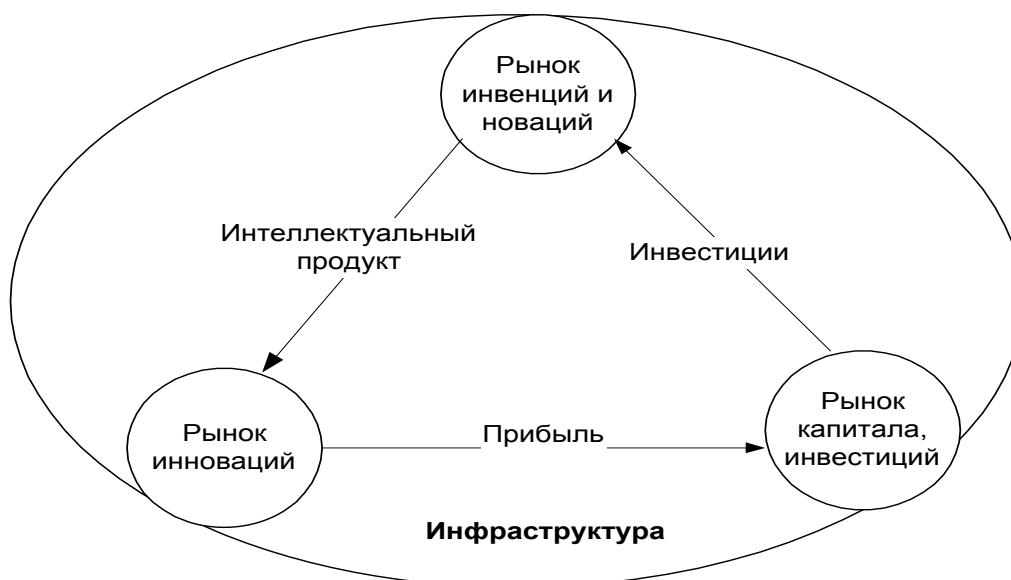 Рынок
инвенций и
новаций
Интеллектуальный
продукт
Инвестиции
Рынок
инноваций
Прибыль
Рынок
капитала,
инвестиций
Инфраструктура